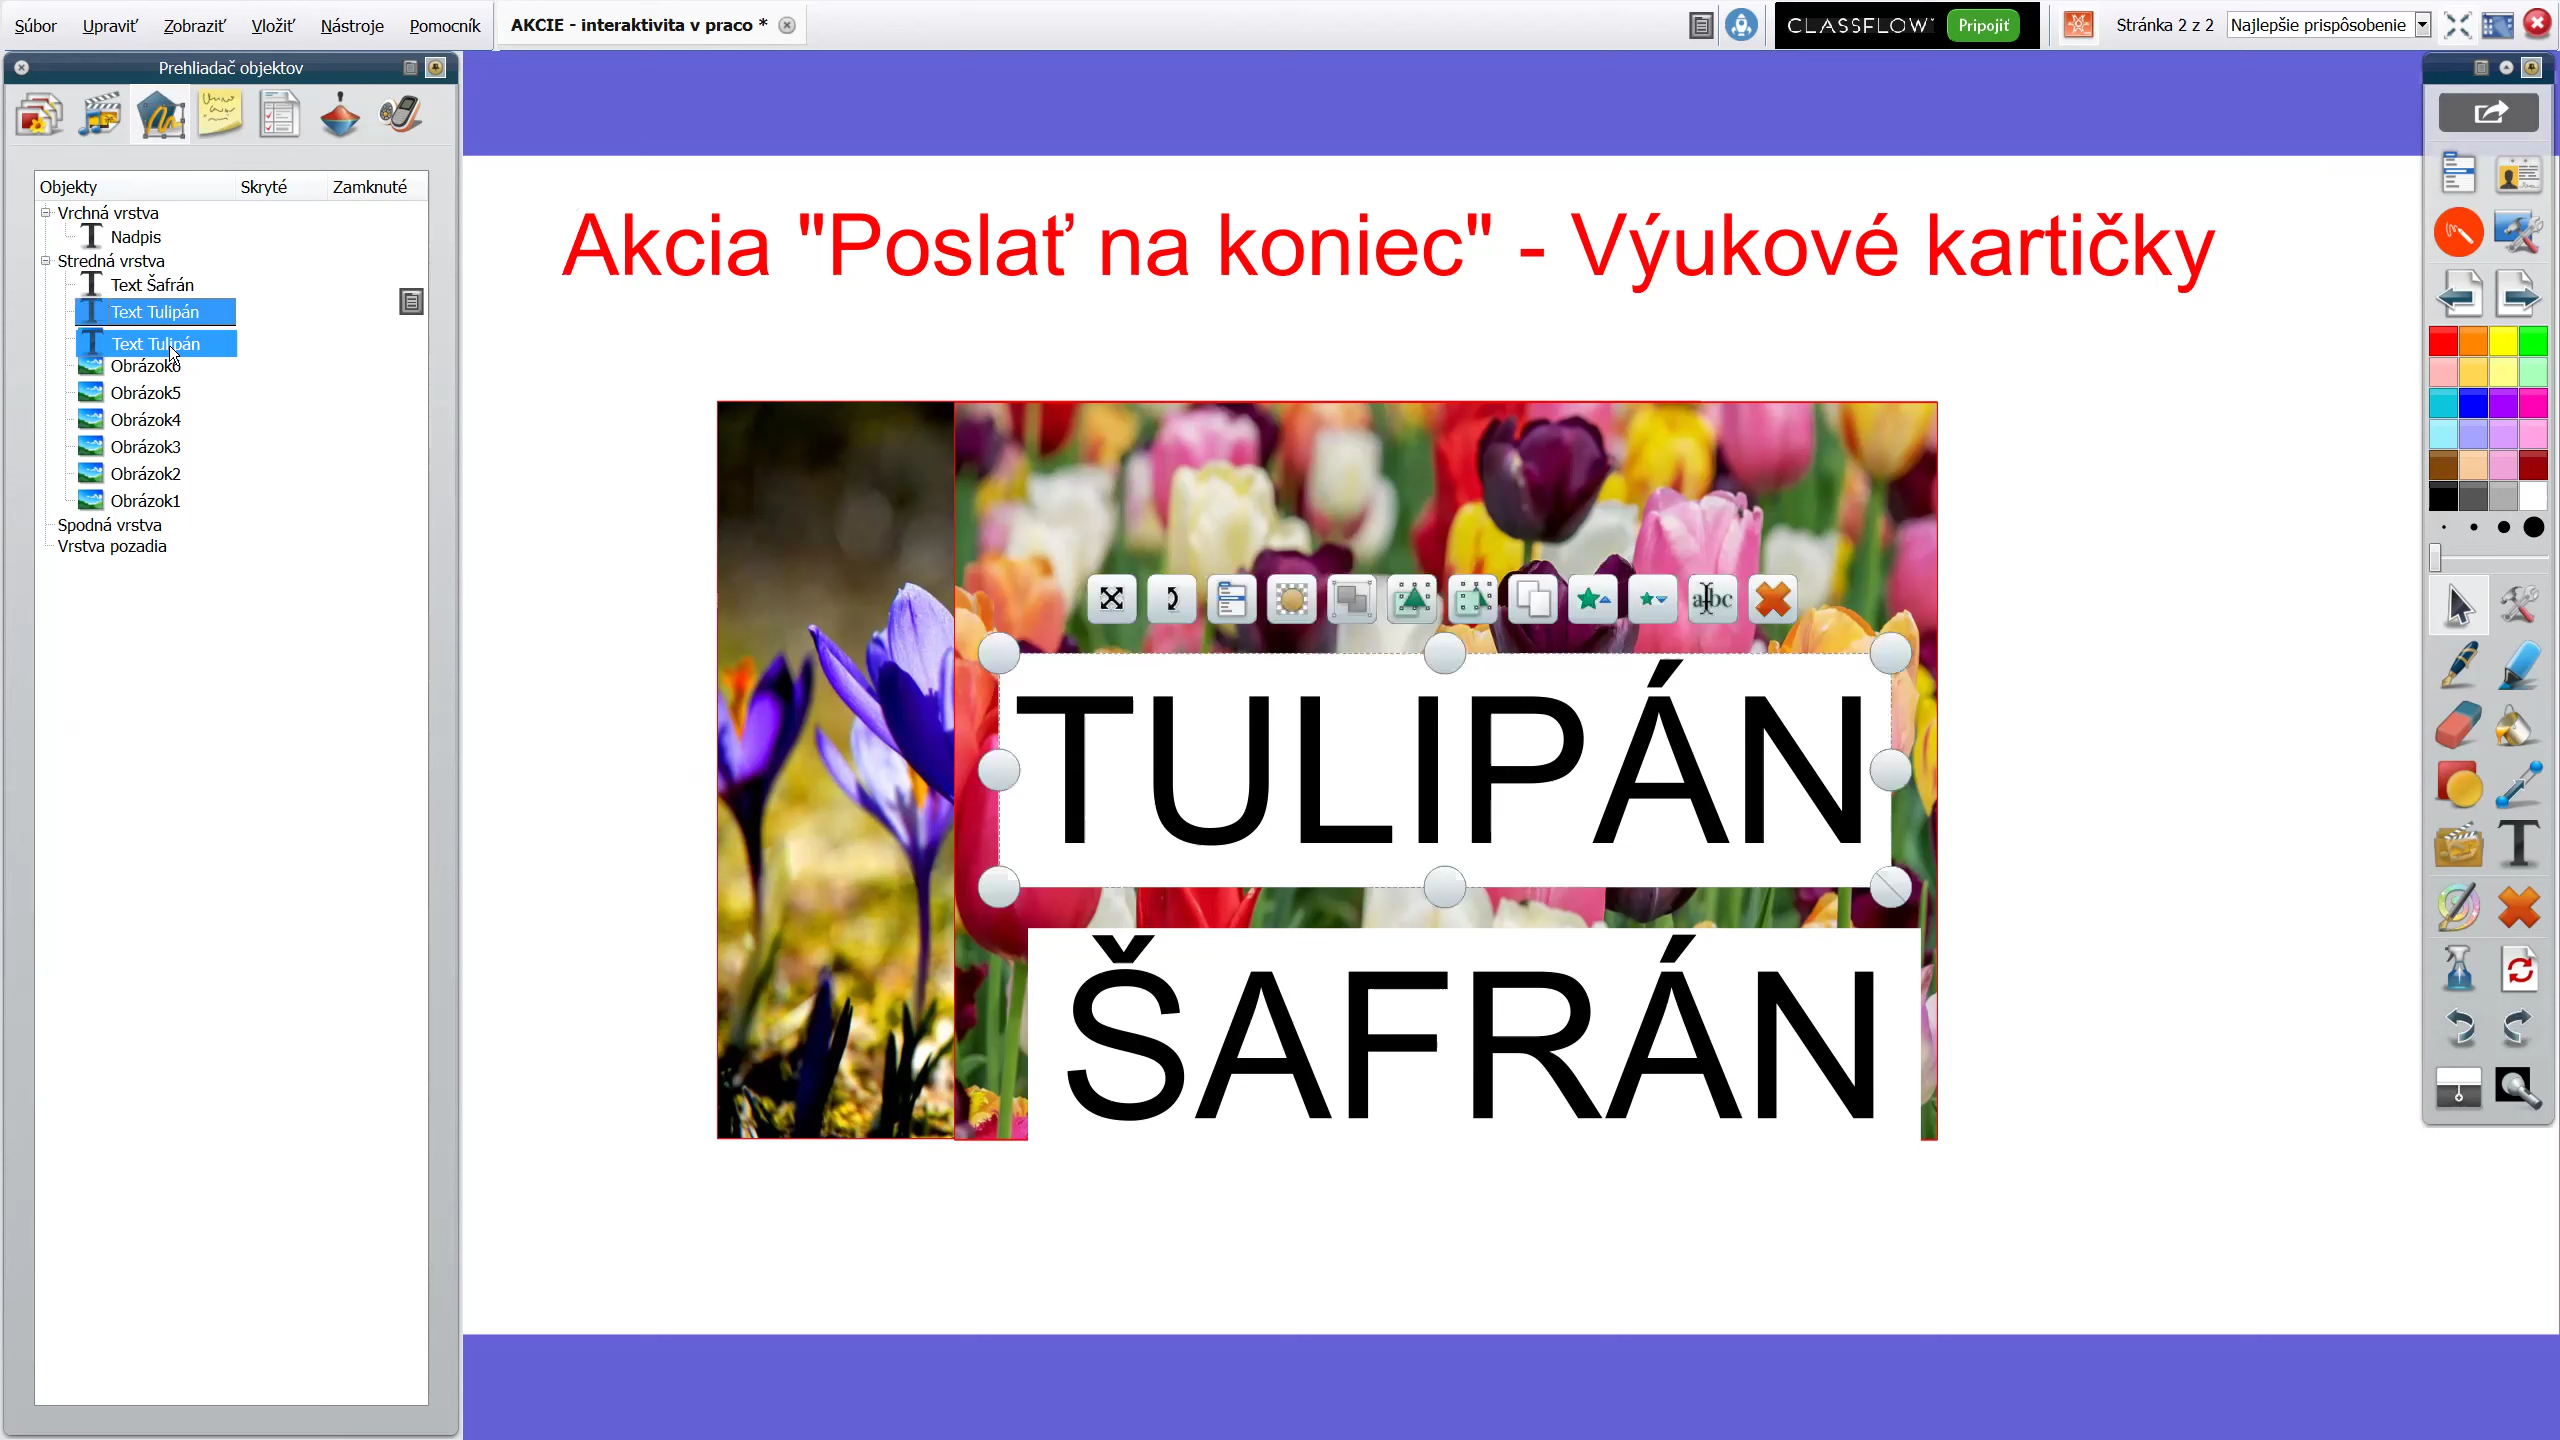 Súbor Upraviť Zobraziť Vložiť Nástroje Pomocník AKCIE - interaktivita v praco * CLASSFLOW Pripojiť Stránka 2 z 2 Najlepšie prispôsobenie
Prehliadač objektov
Objekty Skryté Zamknuté
Vrchná vrstva
Nadpis
Stredná vrstva
Text Šafrán
Text Tulipán
Text Tulipán
Obrázok6
Obrázok5
Obrázok4
Obrázok3
Obrázok2
Obrázok1
Spodná vrstva
Vrstva pozadia
Akcia "Poslať na koniec" - Výukové kartičky
abc
TULIPÁN
ŠAFRÁN
T